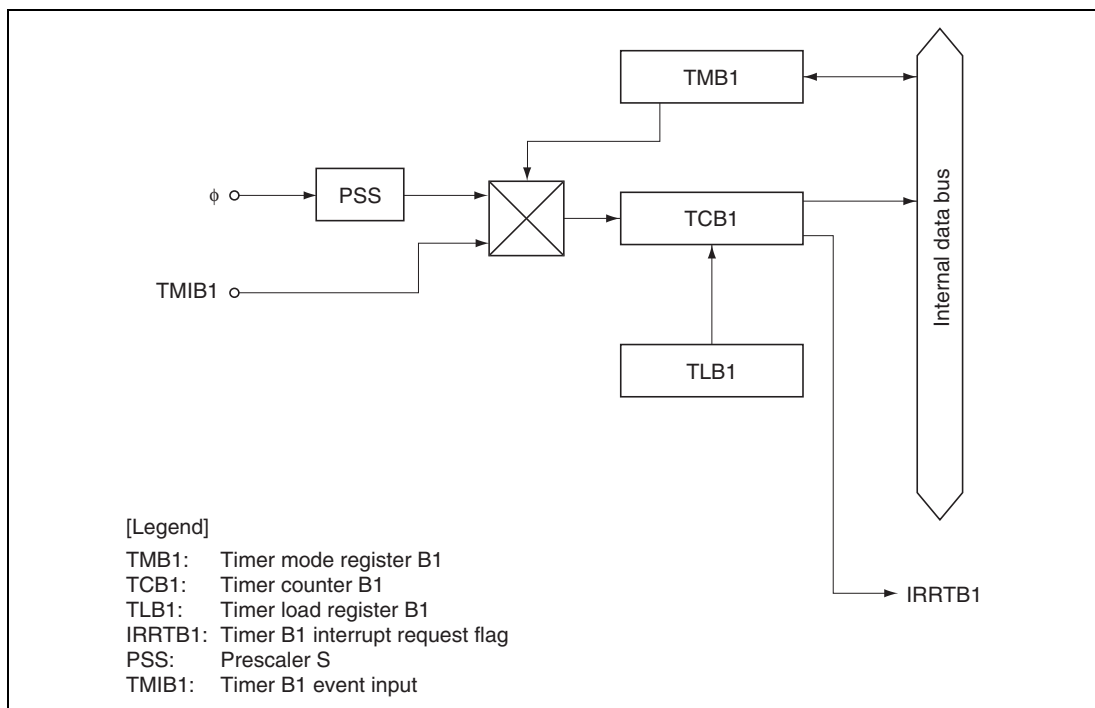 TMB1
φ
PSS
TCB1
TMIB1
TLB1
Internal data bus
IRRTB1
[Legend]
TMB1: Timer mode register B1
TCB1: Timer counter B1
TLB1: Timer load register B1
IRRTB1: Timer B1 interrupt request flag
PSS: Prescaler S
TMIB1: Timer B1 event input